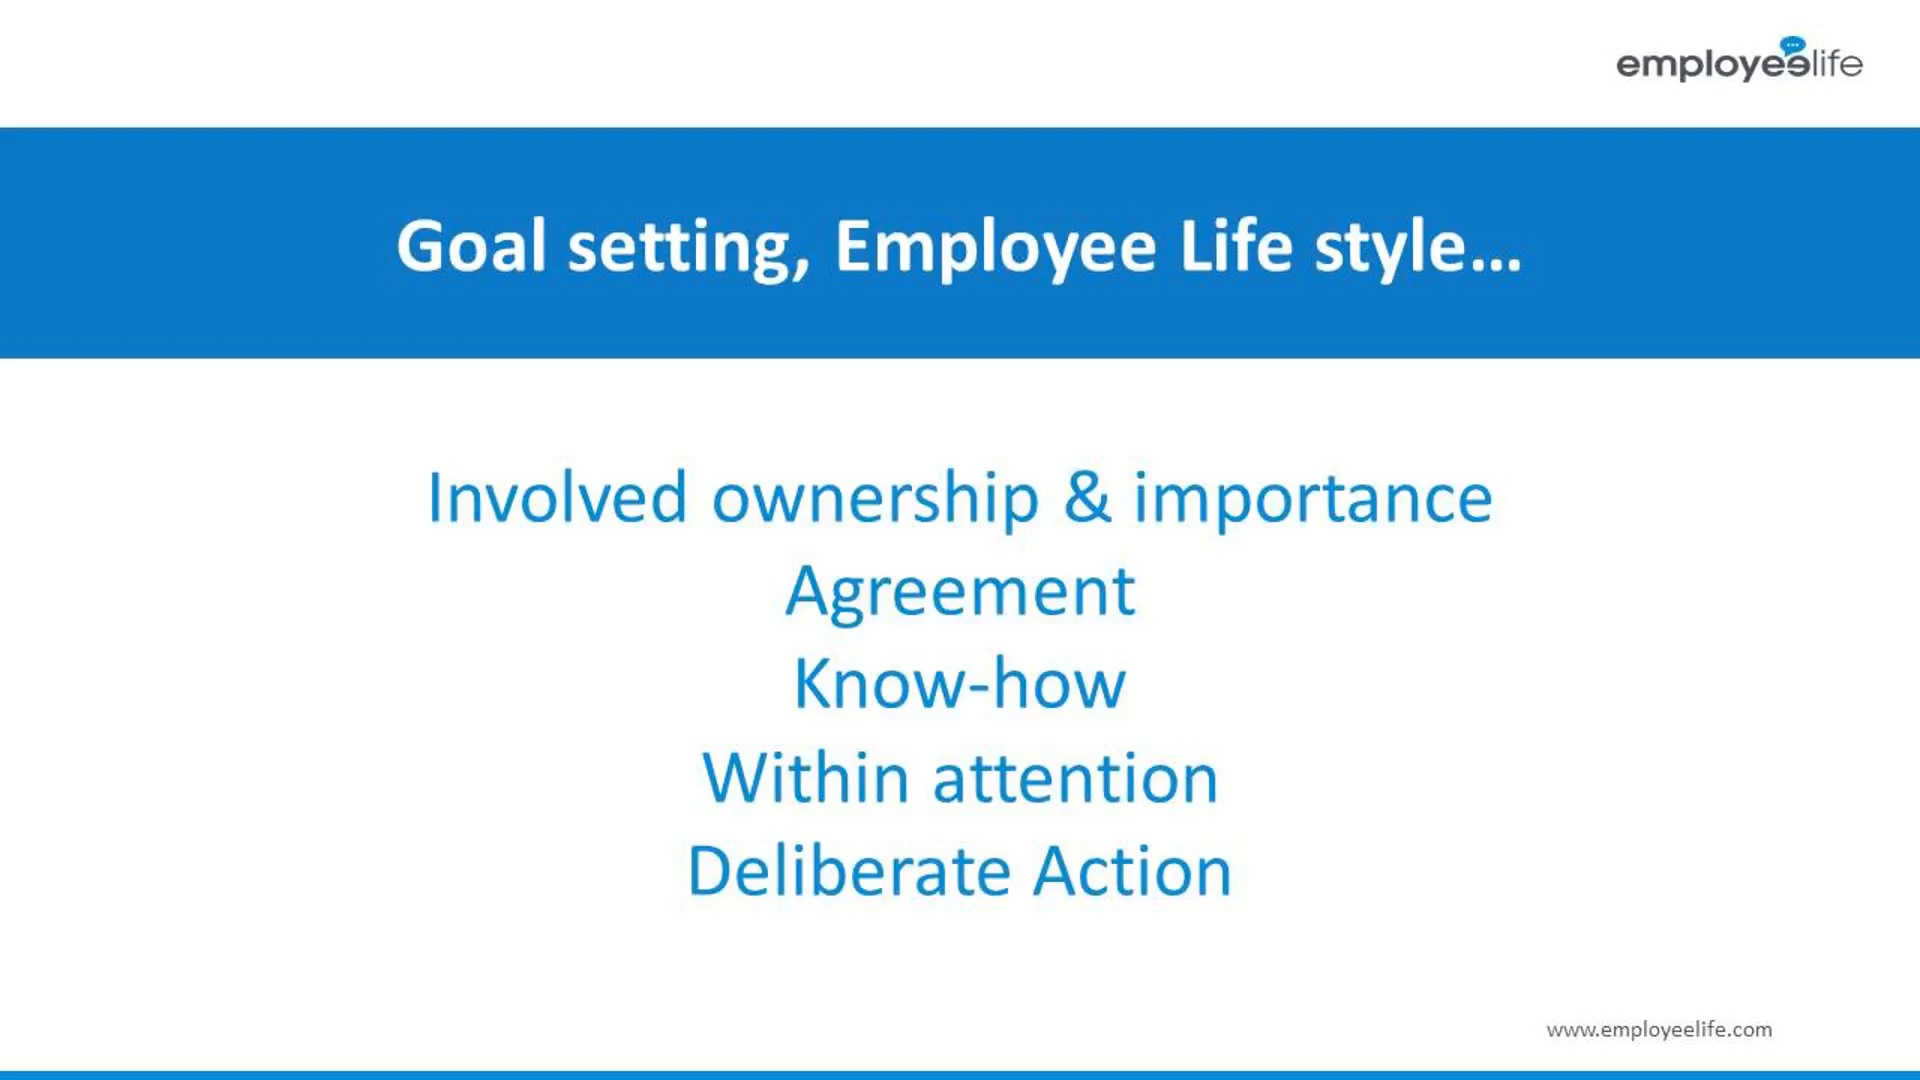 employeelife
Goal setting, Employee Life style...
Involved ownership & importance
Agreement
Know-how
Within attention
Deliberate Action
www.employeelife.com